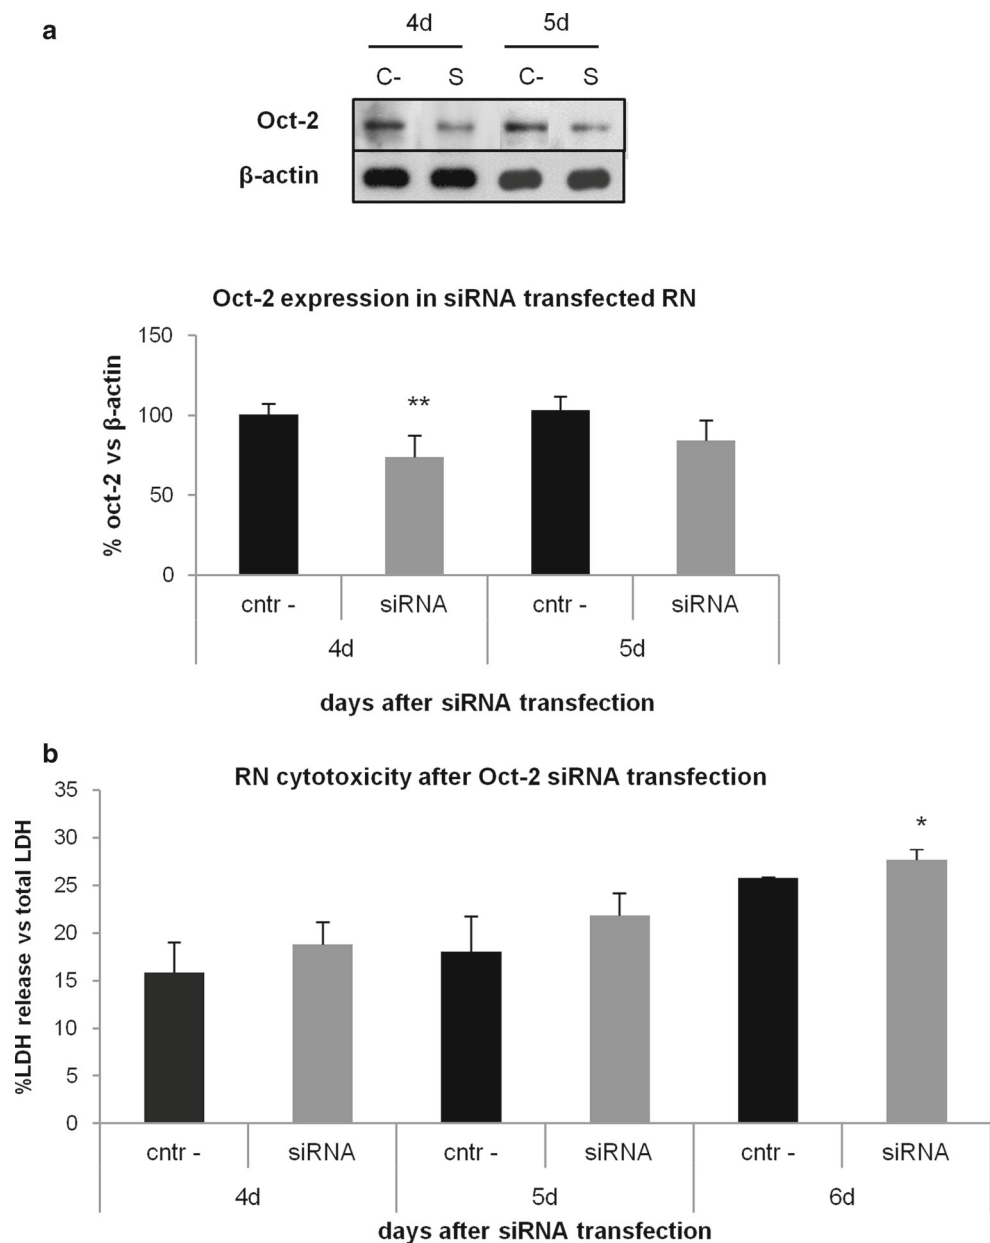 a
4d 5d
C- S C- S
Oct-2
β-actin
Oct-2 expression in siRNA transfected RN
% oct-2 vs β-actin
150
100
50
0
**
cntr - siRNA cntr - siRNA
4d 5d
days after siRNA transfection
b
RN cytotoxicity after Oct-2 siRNA transfection
%LDH release vs total LDH
35
30
25
20
15
10
5
0
*
cntr - siRNA cntr - siRNA cntr - siRNA
4d 5d 6d
days after siRNA transfection